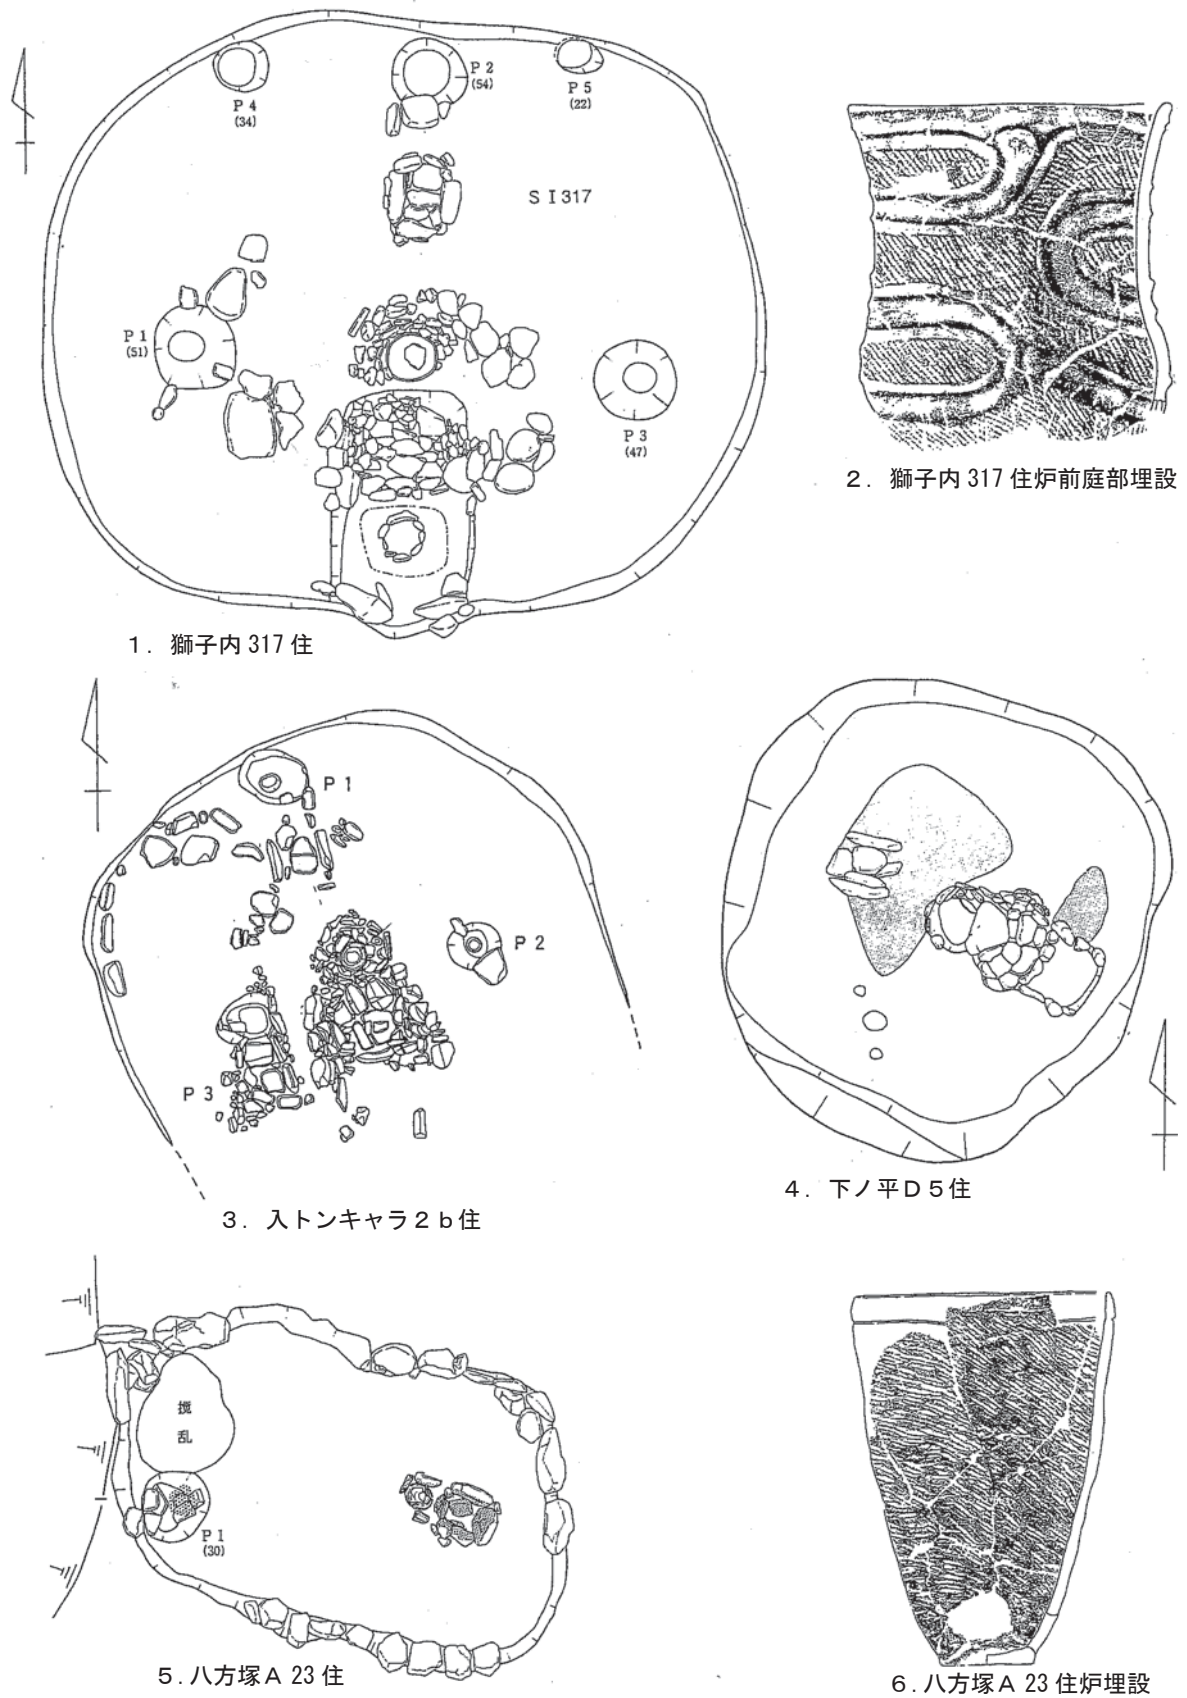 P 4
(34)
P 2
(54)
P 5
(22)
S I 317
P 1
(51)
P 3
(47)
1. 獅子内 317 住
2. 獅子内 317 住炉前庭部埋設
P 1
P 2
P 3
3. 入トンキャラ2b住
4. 下ノ平D5住
撹
乱
P 1
(30)
5.八方塚A 23 住
6.八方塚A 23 住炉埋設